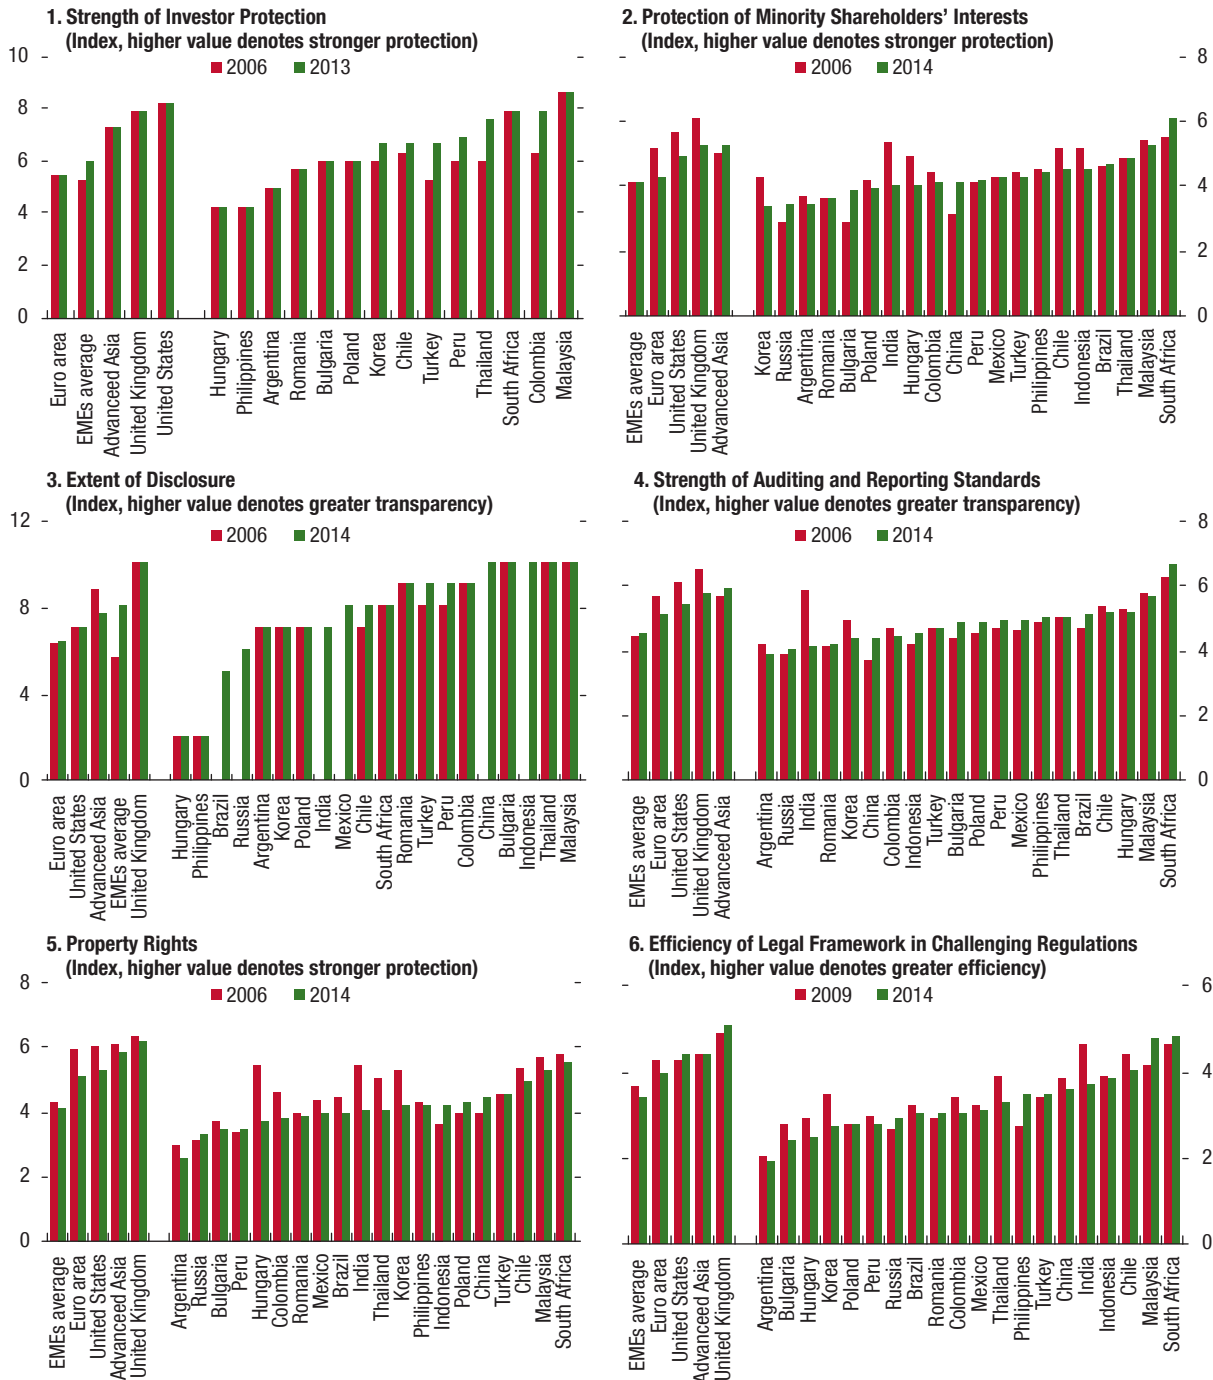 1. Strength of Investor Protection
(Index, higher value denotes stronger protection)
2006 2013
10
8
6
4
2
0
Euro area
EMEs average
Advanceed Asia
United Kingdom
United States
Hungary
Philippines
Argentina
Romania
Bulgaria
Poland
Korea
Chile
Turkey
Peru
Thailand
South Africa
Colombia
Malaysia
2. Protection of Minority Shareholders' Interests
(Index, higher value denotes stronger protection)
2006 2014
8
6
4
2
0
EMEs average
Euro area
United States
United Kingdom
Advanceed Asia
Korea
Russia
Argentina
Romania
Bulgaria
Poland
India
Hungary
Colombia
China
Peru
Mexico
Turkey
Philippines
Chile
Indonesia
Brazil
Thailand
Malaysia
South Africa
3. Extent of Disclosure
(Index, higher value denotes greater transparency)
2006 2014
12
8
4
0
Euro area
United States
Advanceed Asia
EMEs average
United Kingdom
Hungary
Philippines
Brazil
Russia
Argentina
Korea
Poland
India
Mexico
Chile
South Africa
Romania
Turkey
Peru
Colombia
China
Bulgaria
Indonesia
Thailand
Malaysia
4. Strength of Auditing and Reporting Standards
(Index, higher value denotes greater transparency)
2006 2014
8
6
4
2
0
EMEs average
Euro area
United States
United Kingdom
Advanceed Asia
Argentina
Russia
India
Romania
Korea
China
Colombia
Indonesia
Turkey
Bulgaria
Poland
Peru
Mexico
Philippines
Thailand
Brazil
Chile
Hungary
Malaysia
South Africa
5. Property Rights
(Index, higher value denotes stronger protection)
2006 2014
8
6
4
2
0
EMEs average
Euro area
United States
Advanceed Asia
United Kingdom
Argentina
Russia
Bulgaria
Peru
Hungary
Colombia
Romania
Mexico
Brazil
India
Thailand
Korea
Philippines
Indonesia
Poland
China
Turkey
Chile
Malaysia
South Africa
6. Efficiency of Legal Framework in Challenging Regulations
(Index, higher value denotes greater efficiency)
2009 2014
6
4
2
0
EMEs average
Euro area
United States
Advanceed Asia
United Kingdom
Argentina
Bulgaria
Hungary
Korea
Poland
Peru
Russia
Brazil
Romania
Colombia
Mexico
Thailand
Philippines
Turkey
China
India
Indonesia
Chile
Malaysia
South Africa